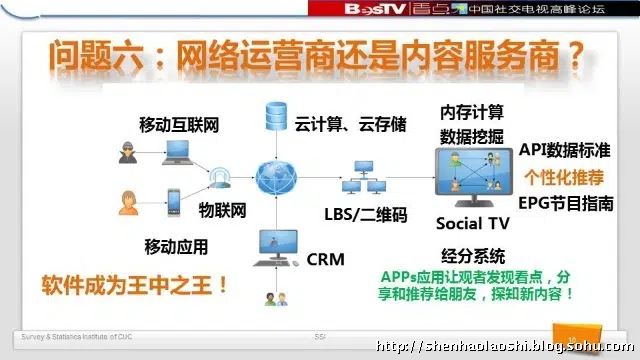 BesTV 看点 中国社交电视高峰论坛
问题六：网络运营商还是内容服务商？
移动互联网
云计算、云存储
内存计算
数据挖掘
API数据标准
个性化推荐
EPG节目指南
物联网
LBS/二维码
Social TV
移动应用
CRM
经分系统
软件成为王中之王！
APPs应用让观者发现看点，分
享和推荐给朋友，探知新内容！
Survey & Statistics Institute of CUC
SSI
http://shenhaolaoshi.blog.sohu.com